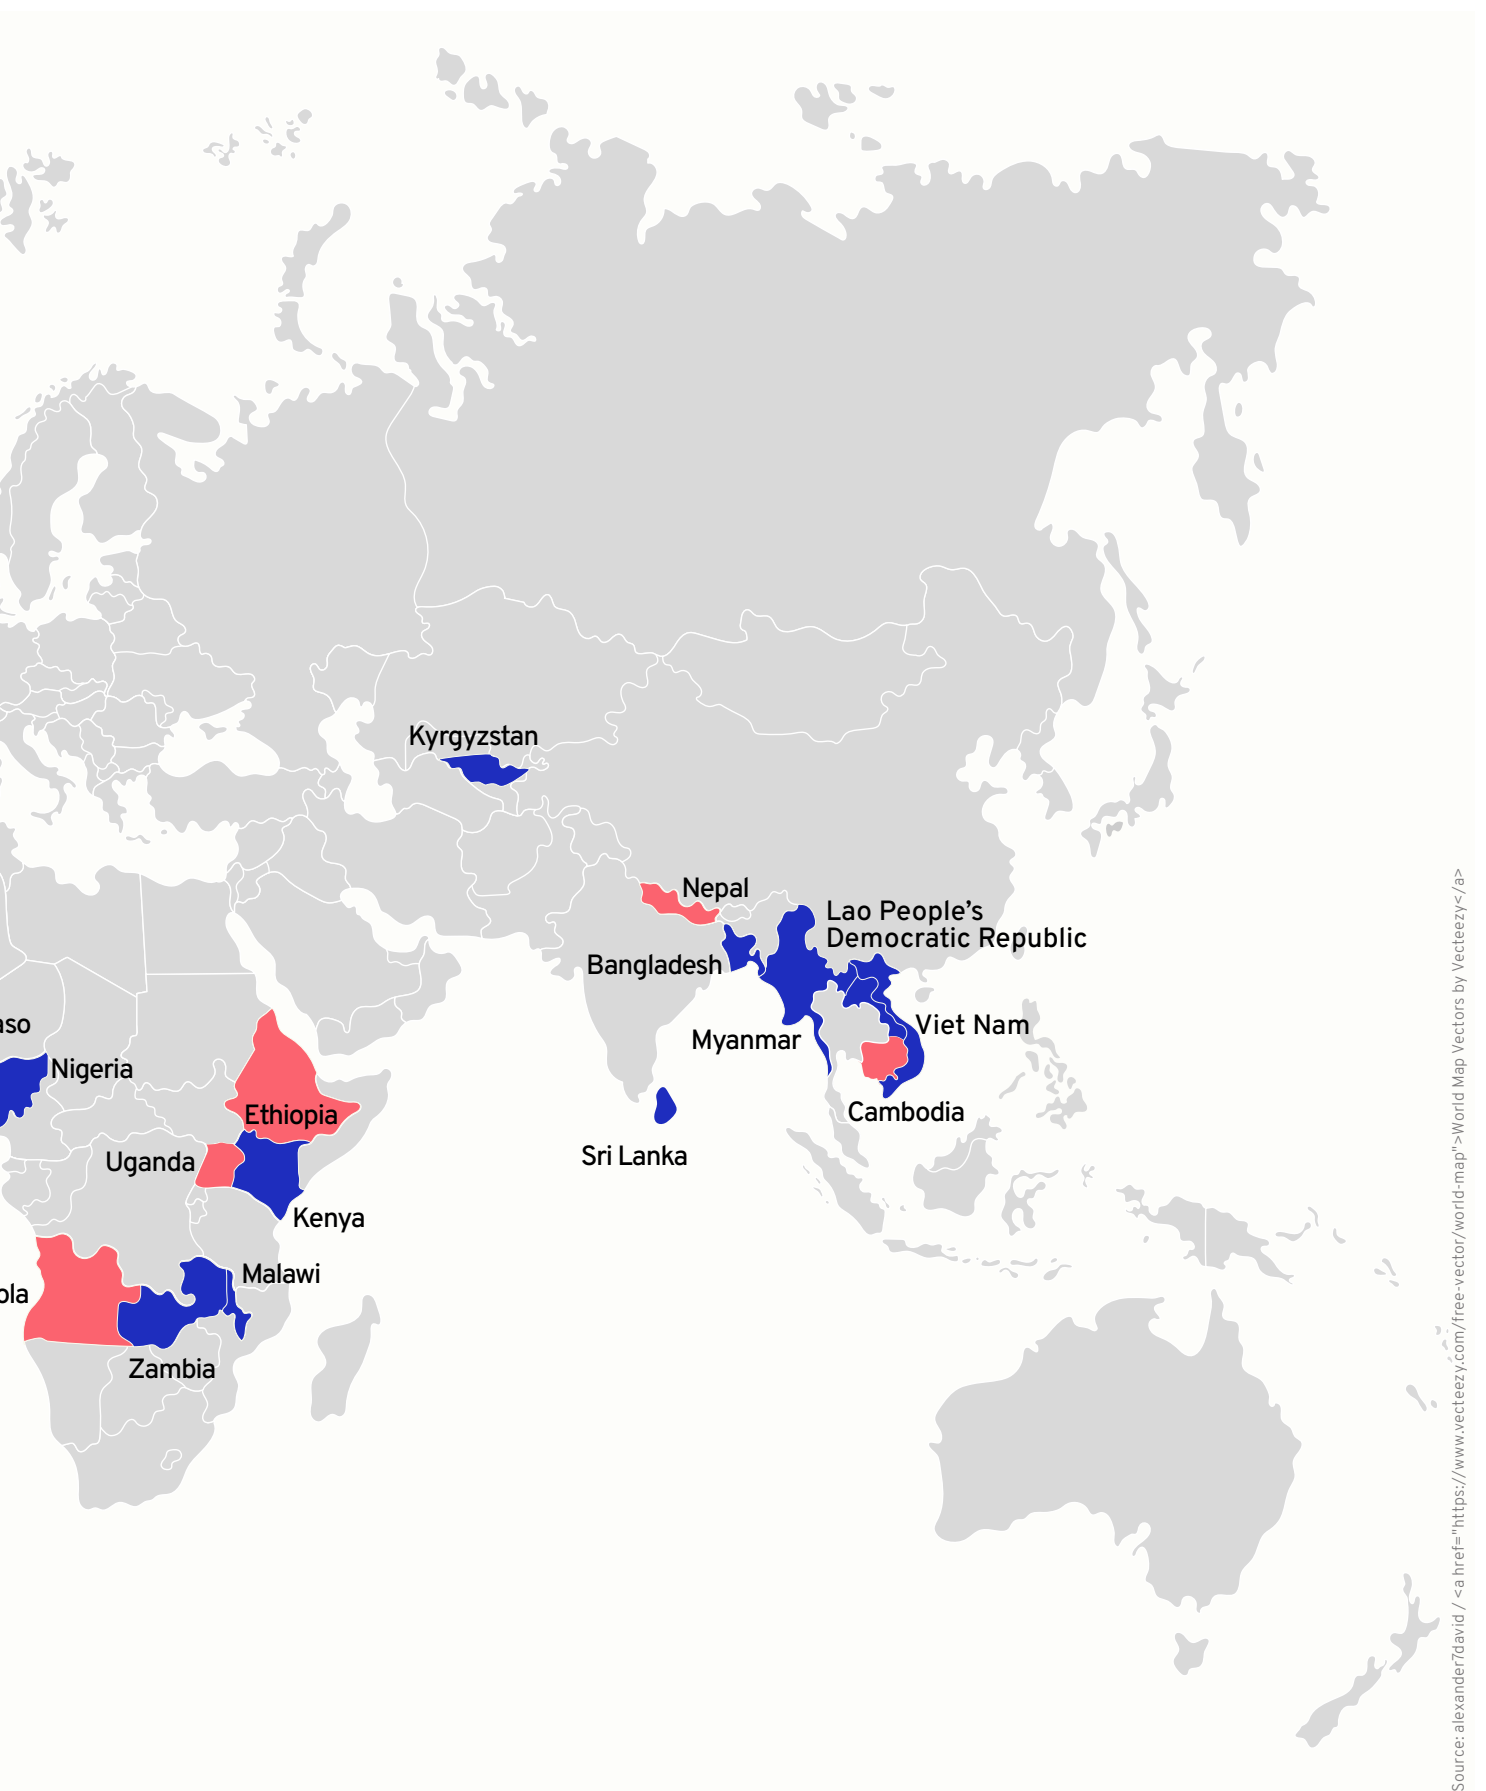 Kyrgyzstan
Nepal
Lao People’s
Democratic Republic
Bangladesh
aso
Viet Nam
Myanmar
Nigeria
Cambodia
Ethiopia
Sri Lanka
Uganda
Kenya
Malawi
ola
Zambia
Source: alexander7david / <a href="https://www.vecteezy.com/free-vector/world-map">World Map Vectors by Vecteezy</a>